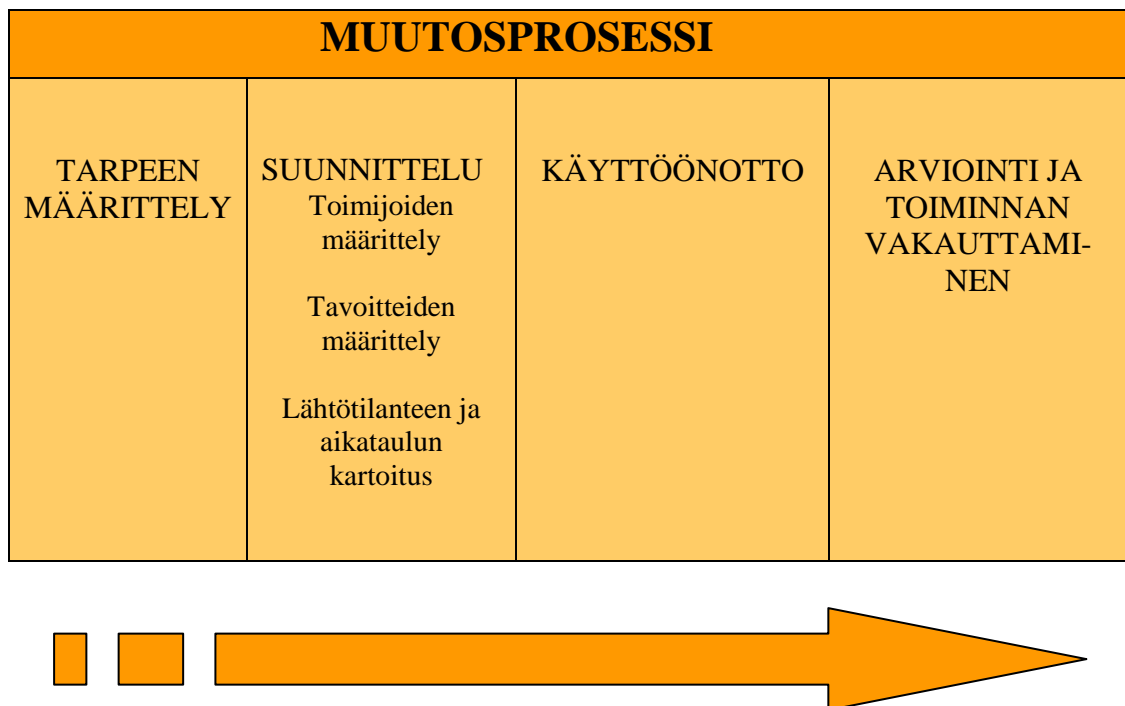 MUUTOSPROSESSI
TARPEEN
MÄÄRITTELY
SUUNNITTELU
Toimijoiden
määrittely
Tavoitteiden
määrittely
Lähtötilanteen ja
aikataulun
kartoitus
KÄYTTÖÖNOTTO
ARVIOINTI JA
TOIMINNAN
VAKAUTTAMI-
NEN